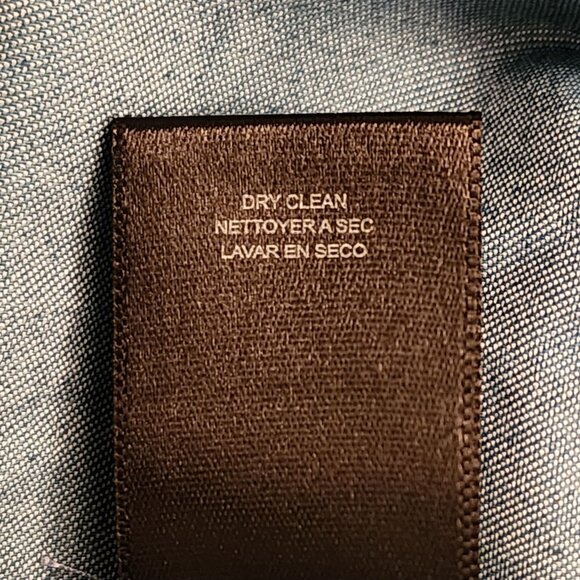 DRY CLEAN
NETTOYER A SEC
LAVAR EN SECO